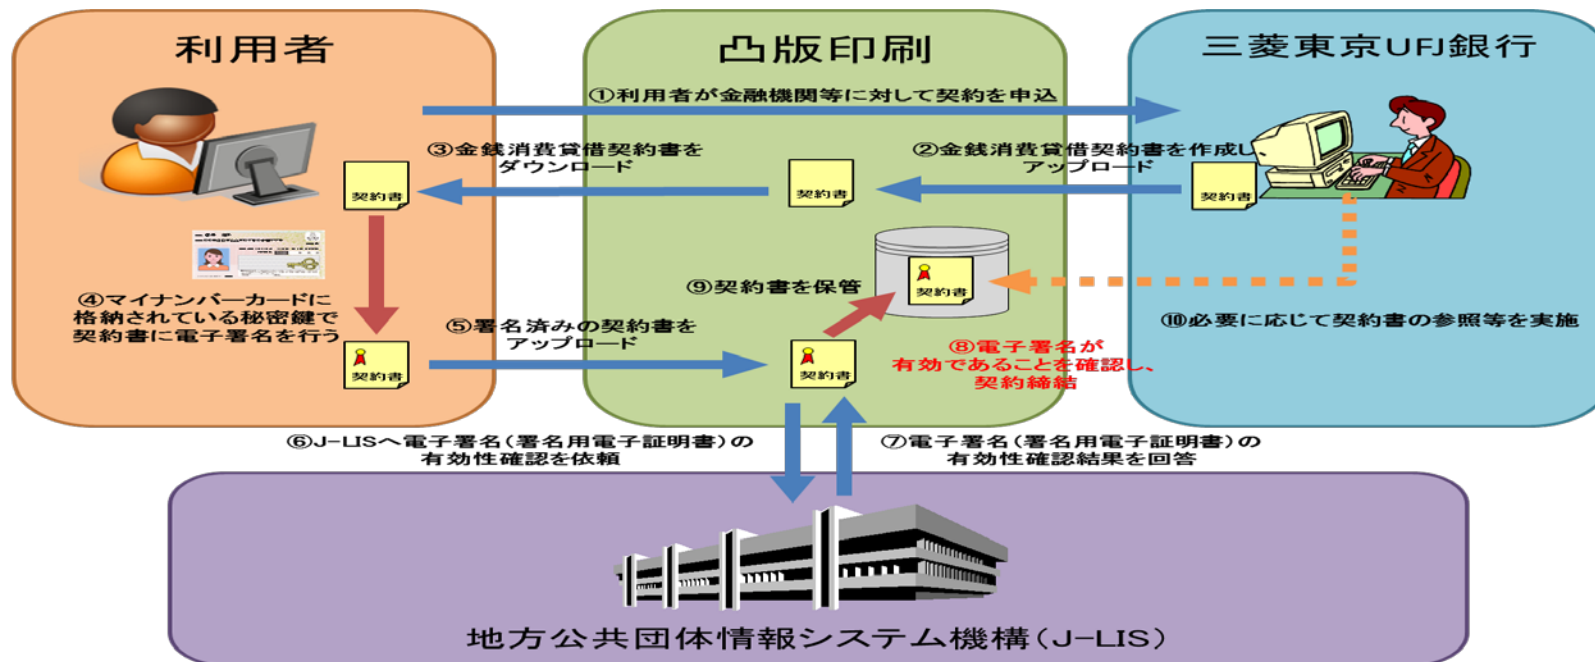 利用者
凸版印刷
三菱東京UFJ銀行
①利用者が金融機関等に対して契約を申込
③金銭消費貸借契約書を
ダウンロード
②金銭消費貸借契約書を作成し
アップロード
契約書
契約書
契約書
④マイナンバーカードに
格納されている秘密鍵で
契約書に電子署名を行う
⑨契約書を保管
契約書
⑩必要に応じて契約書の参照等を実施
⑤署名済みの契約書を
アップロード
契約書
契約書
⑧電子署名が
有効であることを確認し、
契約締結
⑥J-LISへ電子署名(署名用電子証明書)の
有効性確認を依頼
⑦電子署名(署名用電子証明書)の
有効性確認結果を回答
地方公共団体情報システム機構(J-LIS)